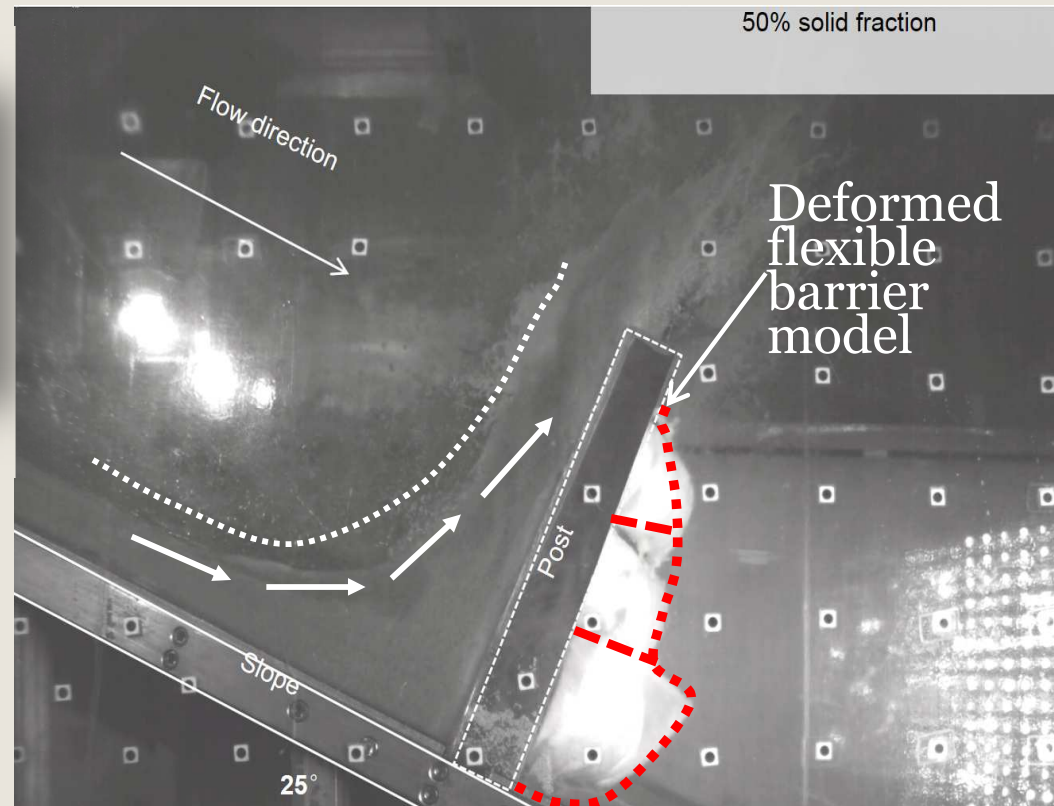 50% solid fraction
Flow direction
Deformed
flexible
barrier
model
Post
Slope
25°